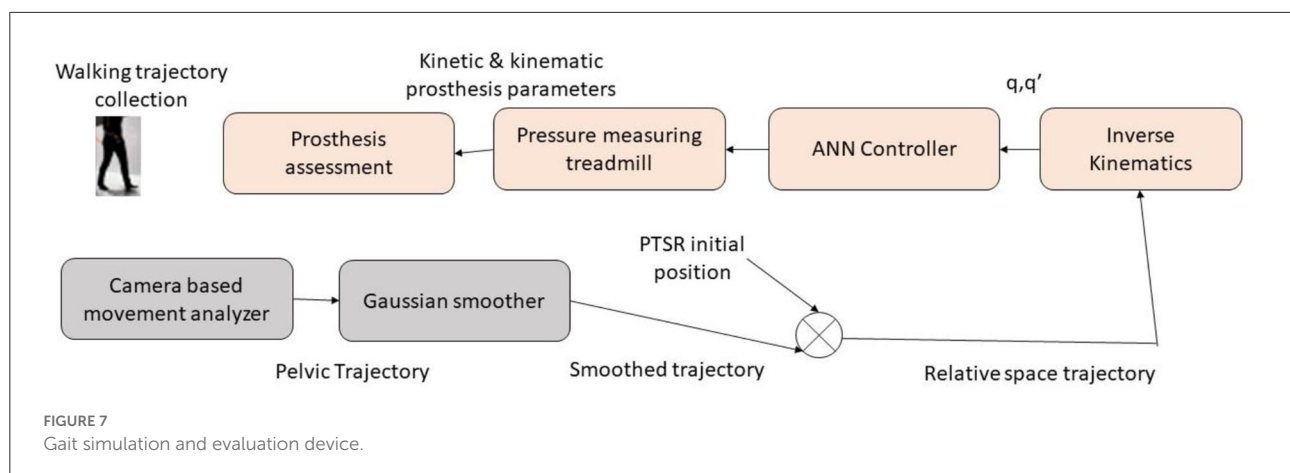 Walking trajectory
collection
Kinetic & kinematic
prosthesis parameters
q,q’
Prosthesis
assessment
Pressure measuring
treadmill
ANN Controller
Inverse
Kinematics
PTSR initial
position
Camera based
movement analyzer
Gaussian smoother
Pelvic Trajectory
Smoothed trajectory
Relative space trajectory
FIGURE 7
Gait simulation and evaluation device.